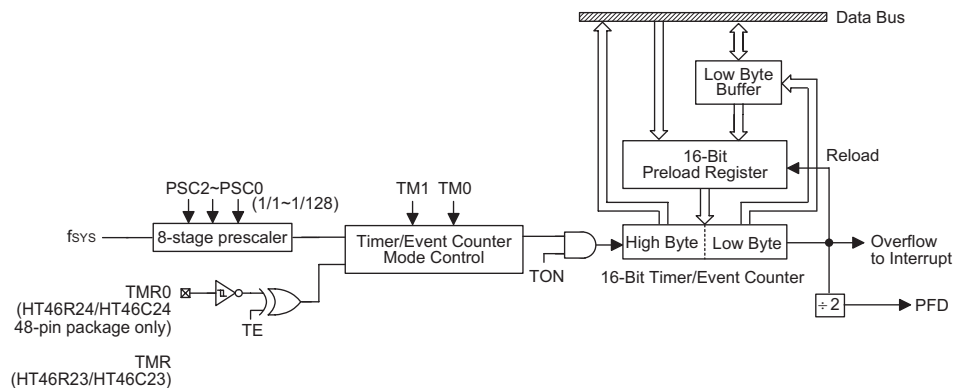 Data Bus
Low Byte
Buffer
16-Bit
Preload Register
Reload
PSC2~PSC0
(1/1~1/128)
TM1 TM0
fSYS
8-stage prescaler
Timer/Event Counter
Mode Control
High Byte
Low Byte
Overflow
to Interrupt
TON
16-Bit Timer/Event Counter
TMR0
(HT46R24/HT46C24
48-pin package only)
TE
÷2
PFD
TMR
(HT46R23/HT46C23)